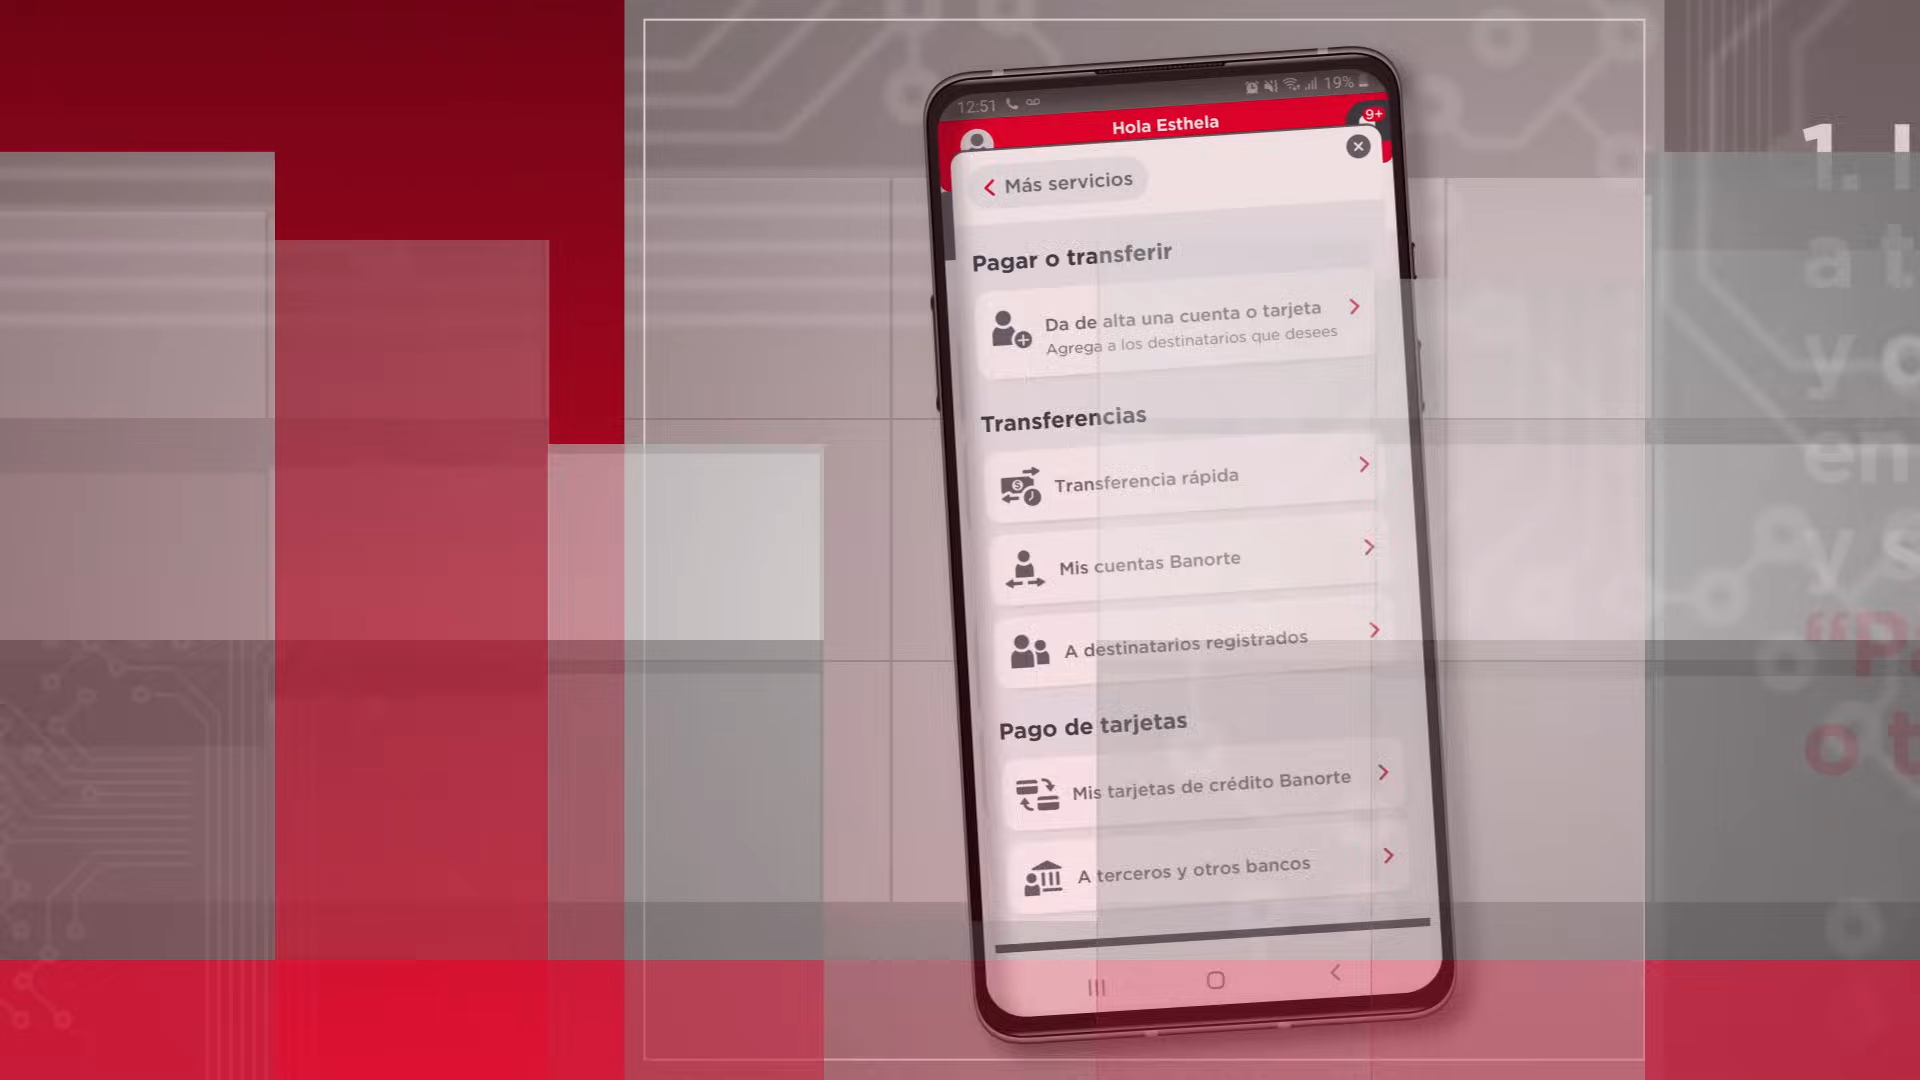 12:51
19%
Hola Esthela
9+
Más servicios
Pagar o transferir
Da de alta una cuenta o tarjeta
Agrega a los destinatarios que desees
Transferencias
Transferencia rápida
Mis cuentas Banorte
A destinatarios registrados
Pago de tarjetas
Mis tarjetas de crédito Banorte
A terceros y otros bancos
1.
a
y
en
y
o